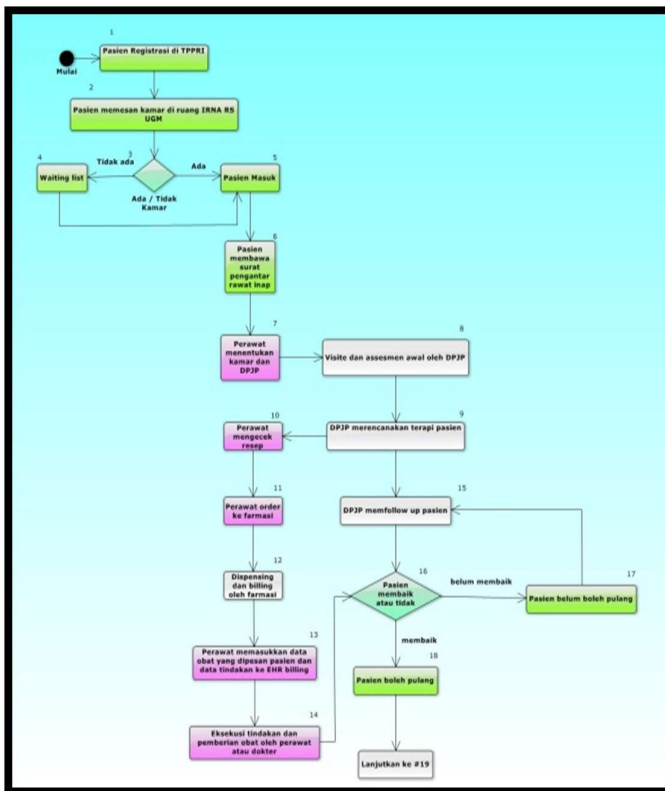 1
Pasien Registrasi di TPPRI
Mulai
2
Pasien memesan kamar di ruang IRNA RS
UGM
3
Tidak ada
Ada
Ada / Tidak
Kamar
4
Waiting list
5
Pasien Masuk
6
Pasien
membawa
surat
pengantar
rawat inap
7
Perawat
menentukan
kamar dan
DPJP
8
Visite dan assesmen awal oleh DPJP
9
DPJP merencanakan terapi pasien
10
Perawat
mengecek
resep
11
Perawat order
ke farmasi
12
Dispensing
dan billing
oleh farmasi
13
Perawat memasukkan data
obat yang dipesan pasien dan
data tindakan ke EHR billing
14
Eksekusi tindakan dan
pemberian obat oleh perawat
atau dokter
15
DPJP memfollow up pasien
16
Pasien
membaik
atau tidak
belum membaik
17
Pasien belum boleh pulang
membaik
18
Pasien boleh pulang
Lanjutkan ke #19